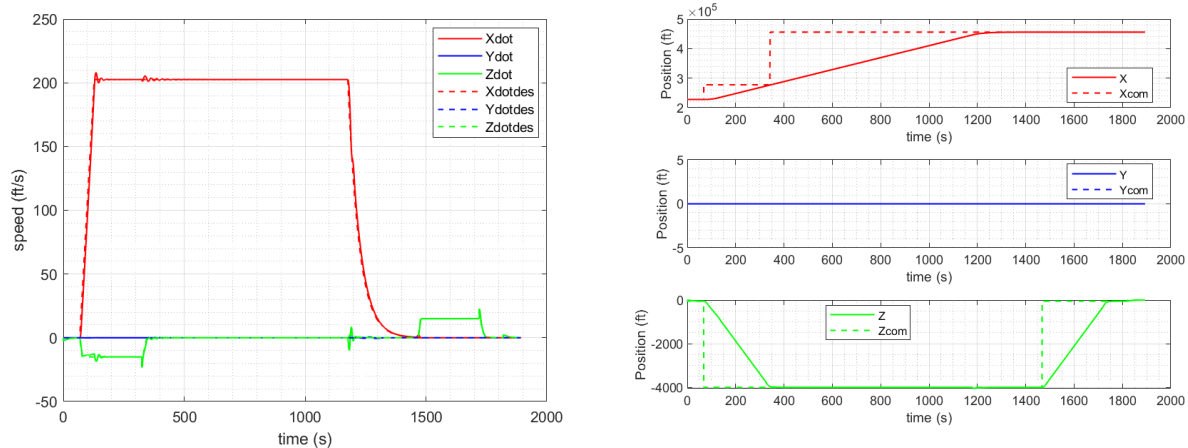 250
200
150
100
50
0
-50
speed (ft/s)
0
500
1000
1500
2000
time (s)
Xdot
Ydot
Zdot
Xdotdes
Ydotdes
Zdotdes
×10⁵
5
4
3
2
Position (ft)
0 200 400 600 800 1000 1200 1400 1600 1800 2000
time (s)
X
Xcom
5
0
-5
Position (ft)
0 200 400 600 800 1000 1200 1400 1600 1800 2000
time (s)
Y
Ycom
0
-2000
-4000
Position (ft)
0 200 400 600 800 1000 1200 1400 1600 1800 2000
time (s)
Z
Zcom